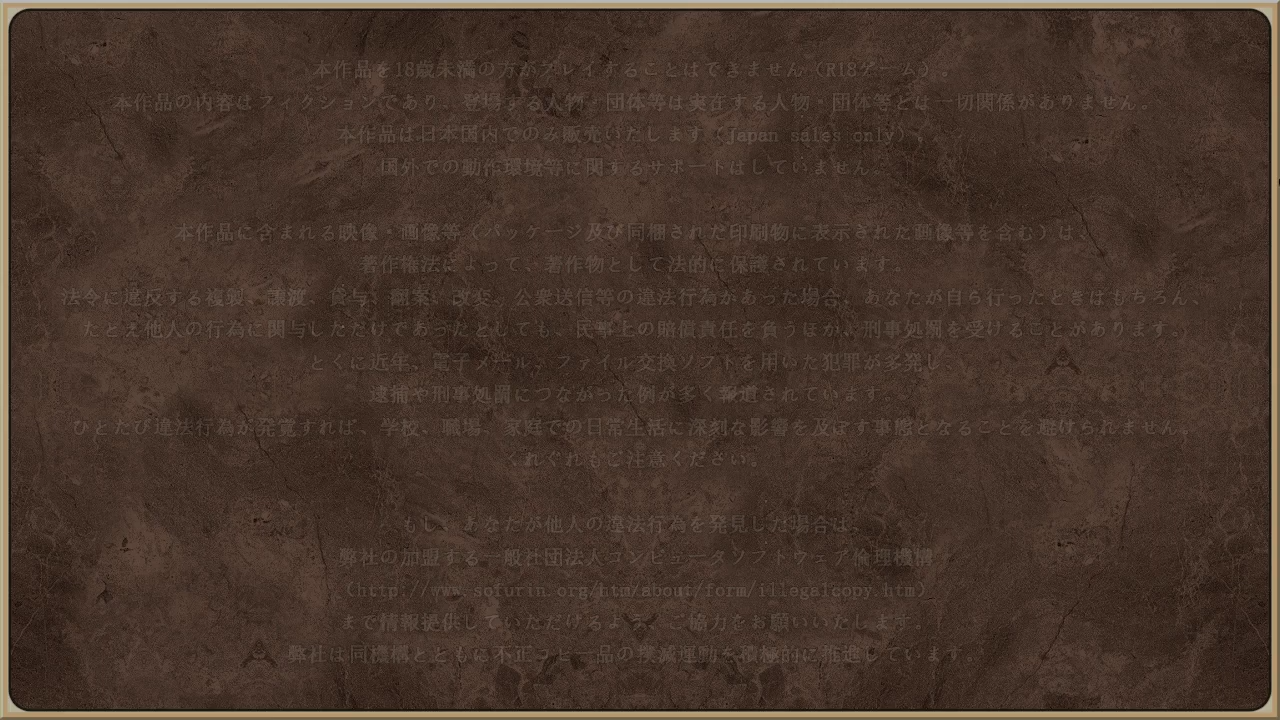 本作品を18歳未満の方がプレイすることはできません（R18ゲーム）。
本作品の内容はフィクションであり、登場する人物・団体等は実在する人物・団体等とは一切関係がありません。
本作品は日本国内でのみ販売いたします（japan sales only）
国外での動作環境等に関するサポートはしていません。
本作品に含まれる映像・画像等（パッケージ及び同梱された印刷物に表示された画像等を含む）は、
著作権法によって、著作物として法的に保護されています。
法令に違反する複製、譲渡、貸与、翻案、改変、公衆送信等の違法行為があった場合、あなたが自ら行ったときはもちろん、
たとえ他人の行為に関与しただけであったとしても、民事上の賠償責任を負うほか、刑事処罰を受けることがあります。
とくに近年、電子メール、ファイル交換ソフトを用いた犯罪が多発し、
逮捕や刑事処罰につながった例が多く報道されています。
ひとたび違法行為が発覚すれば、学校、職場、家庭での日常生活に深刻な影響を及ぼす事態となることを避けられません。
くれぐれもご注意ください。
もし、あなたが他人の違法行為を発見した場合は、
弊社の加盟する一般社団法人コンピュータソフトウェア倫理機構
（http://www.sofurin.org/htm/about/form/illegalcopy.htm）
まで情報提供していただけるよう、ご協力をお願いいたします。
弊社は同機構とともに不正コピー品の撲滅運動を積極的に推進しています。